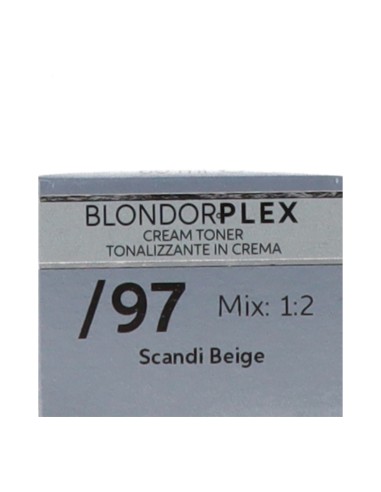 BLONDORPLEX
CREAM TONER
TONALIZZANTE IN CREMA
/97 Mix: 1:2
Scandi Beige